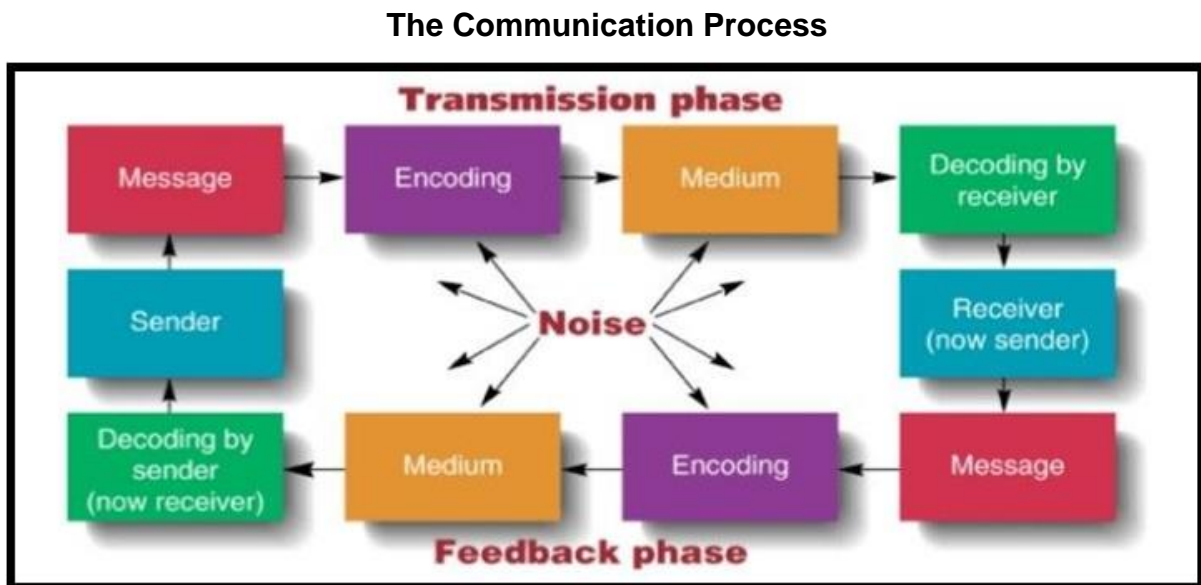 The Communication Process
Transmission phase
Message
Encoding
Medium
Decoding by
receiver
Sender
Noise
Receiver
(now sender)
Decoding by
sender
(now receiver)
Medium
Encoding
Message
Feedback phase